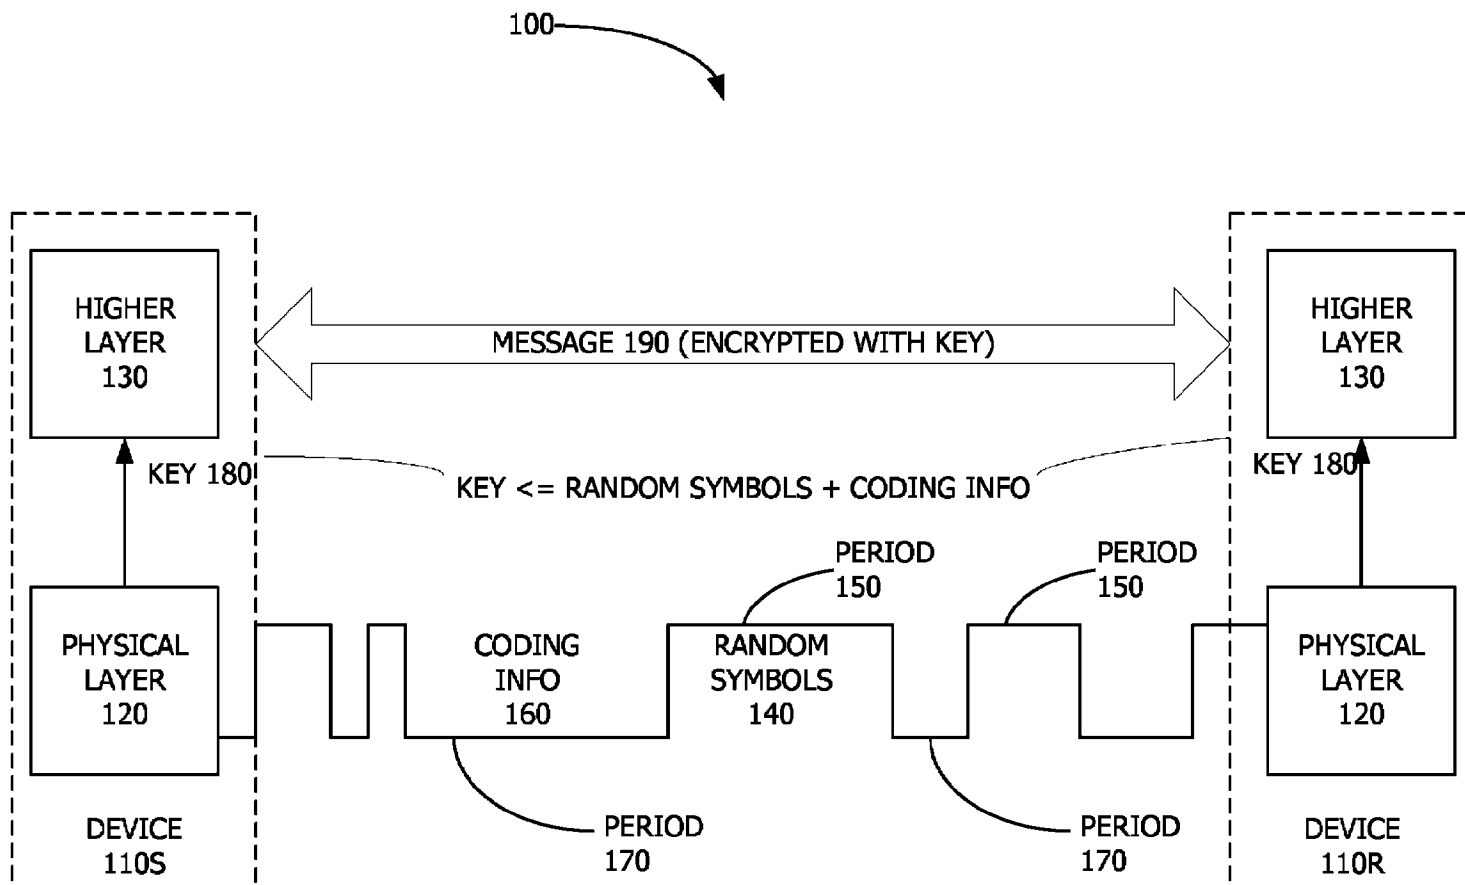 100
HIGHER
LAYER
130
MESSAGE 190 (ENCRYPTED WITH KEY)
HIGHER
LAYER
130
KEY 180
KEY <= RANDOM SYMBOLS + CODING INFO
KEY 180
PERIOD
150
PERIOD
150
PHYSICAL
LAYER
120
CODING
INFO
160
RANDOM
SYMBOLS
140
PHYSICAL
LAYER
120
DEVICE
110S
PERIOD
170
PERIOD
170
DEVICE
110R